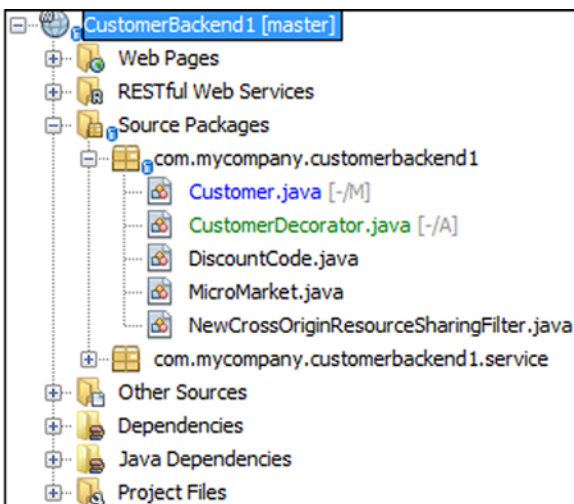 CustomerBackend1 [master]
Web Pages
RESTful Web Services
Source Packages
com.mycompany.customerbackend1
Customer.java [-/M]
CustomerDecorator.java [-/A]
DiscountCode.java
MicroMarket.java
NewCrossOriginResourceSharingFilter.java
com.mycompany.customerbackend1.service
Other Sources
Dependencies
Java Dependencies
Project Files